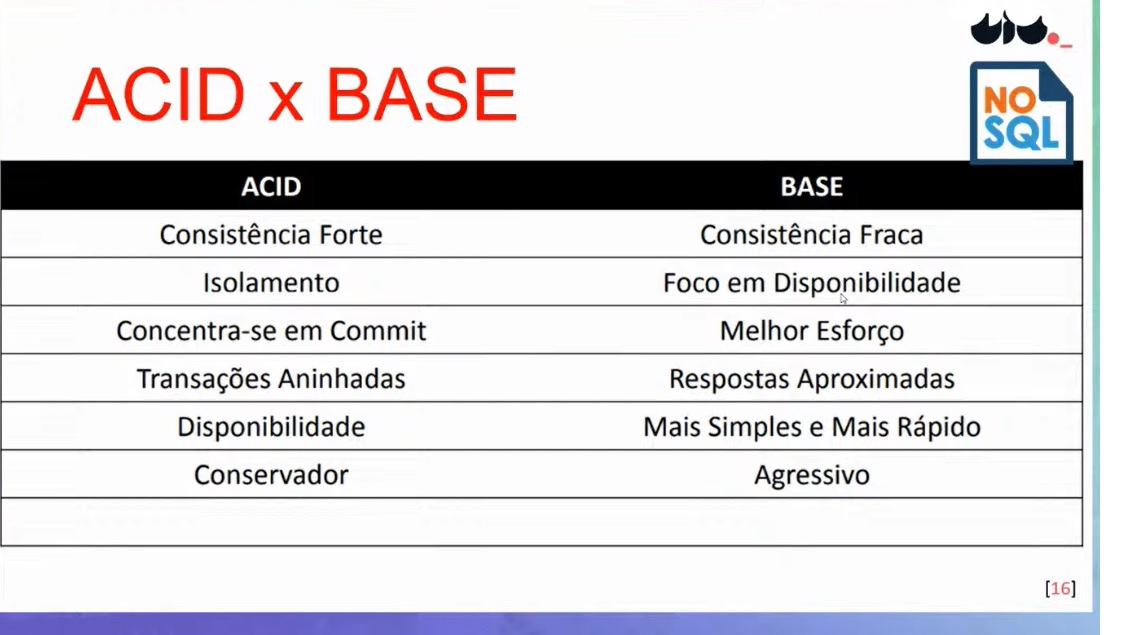 ACID x BASE
NO
SQL
ACID BASE
Consistência Forte Consistência Fraca
Isolamento Foco em Disponibilidade
Concentra-se em Commit Melhor Esforço
Transações Aninhadas Respostas Aproximadas
Disponibilidade Mais Simples e Mais Rápido
Conservador Agressivo
[16]